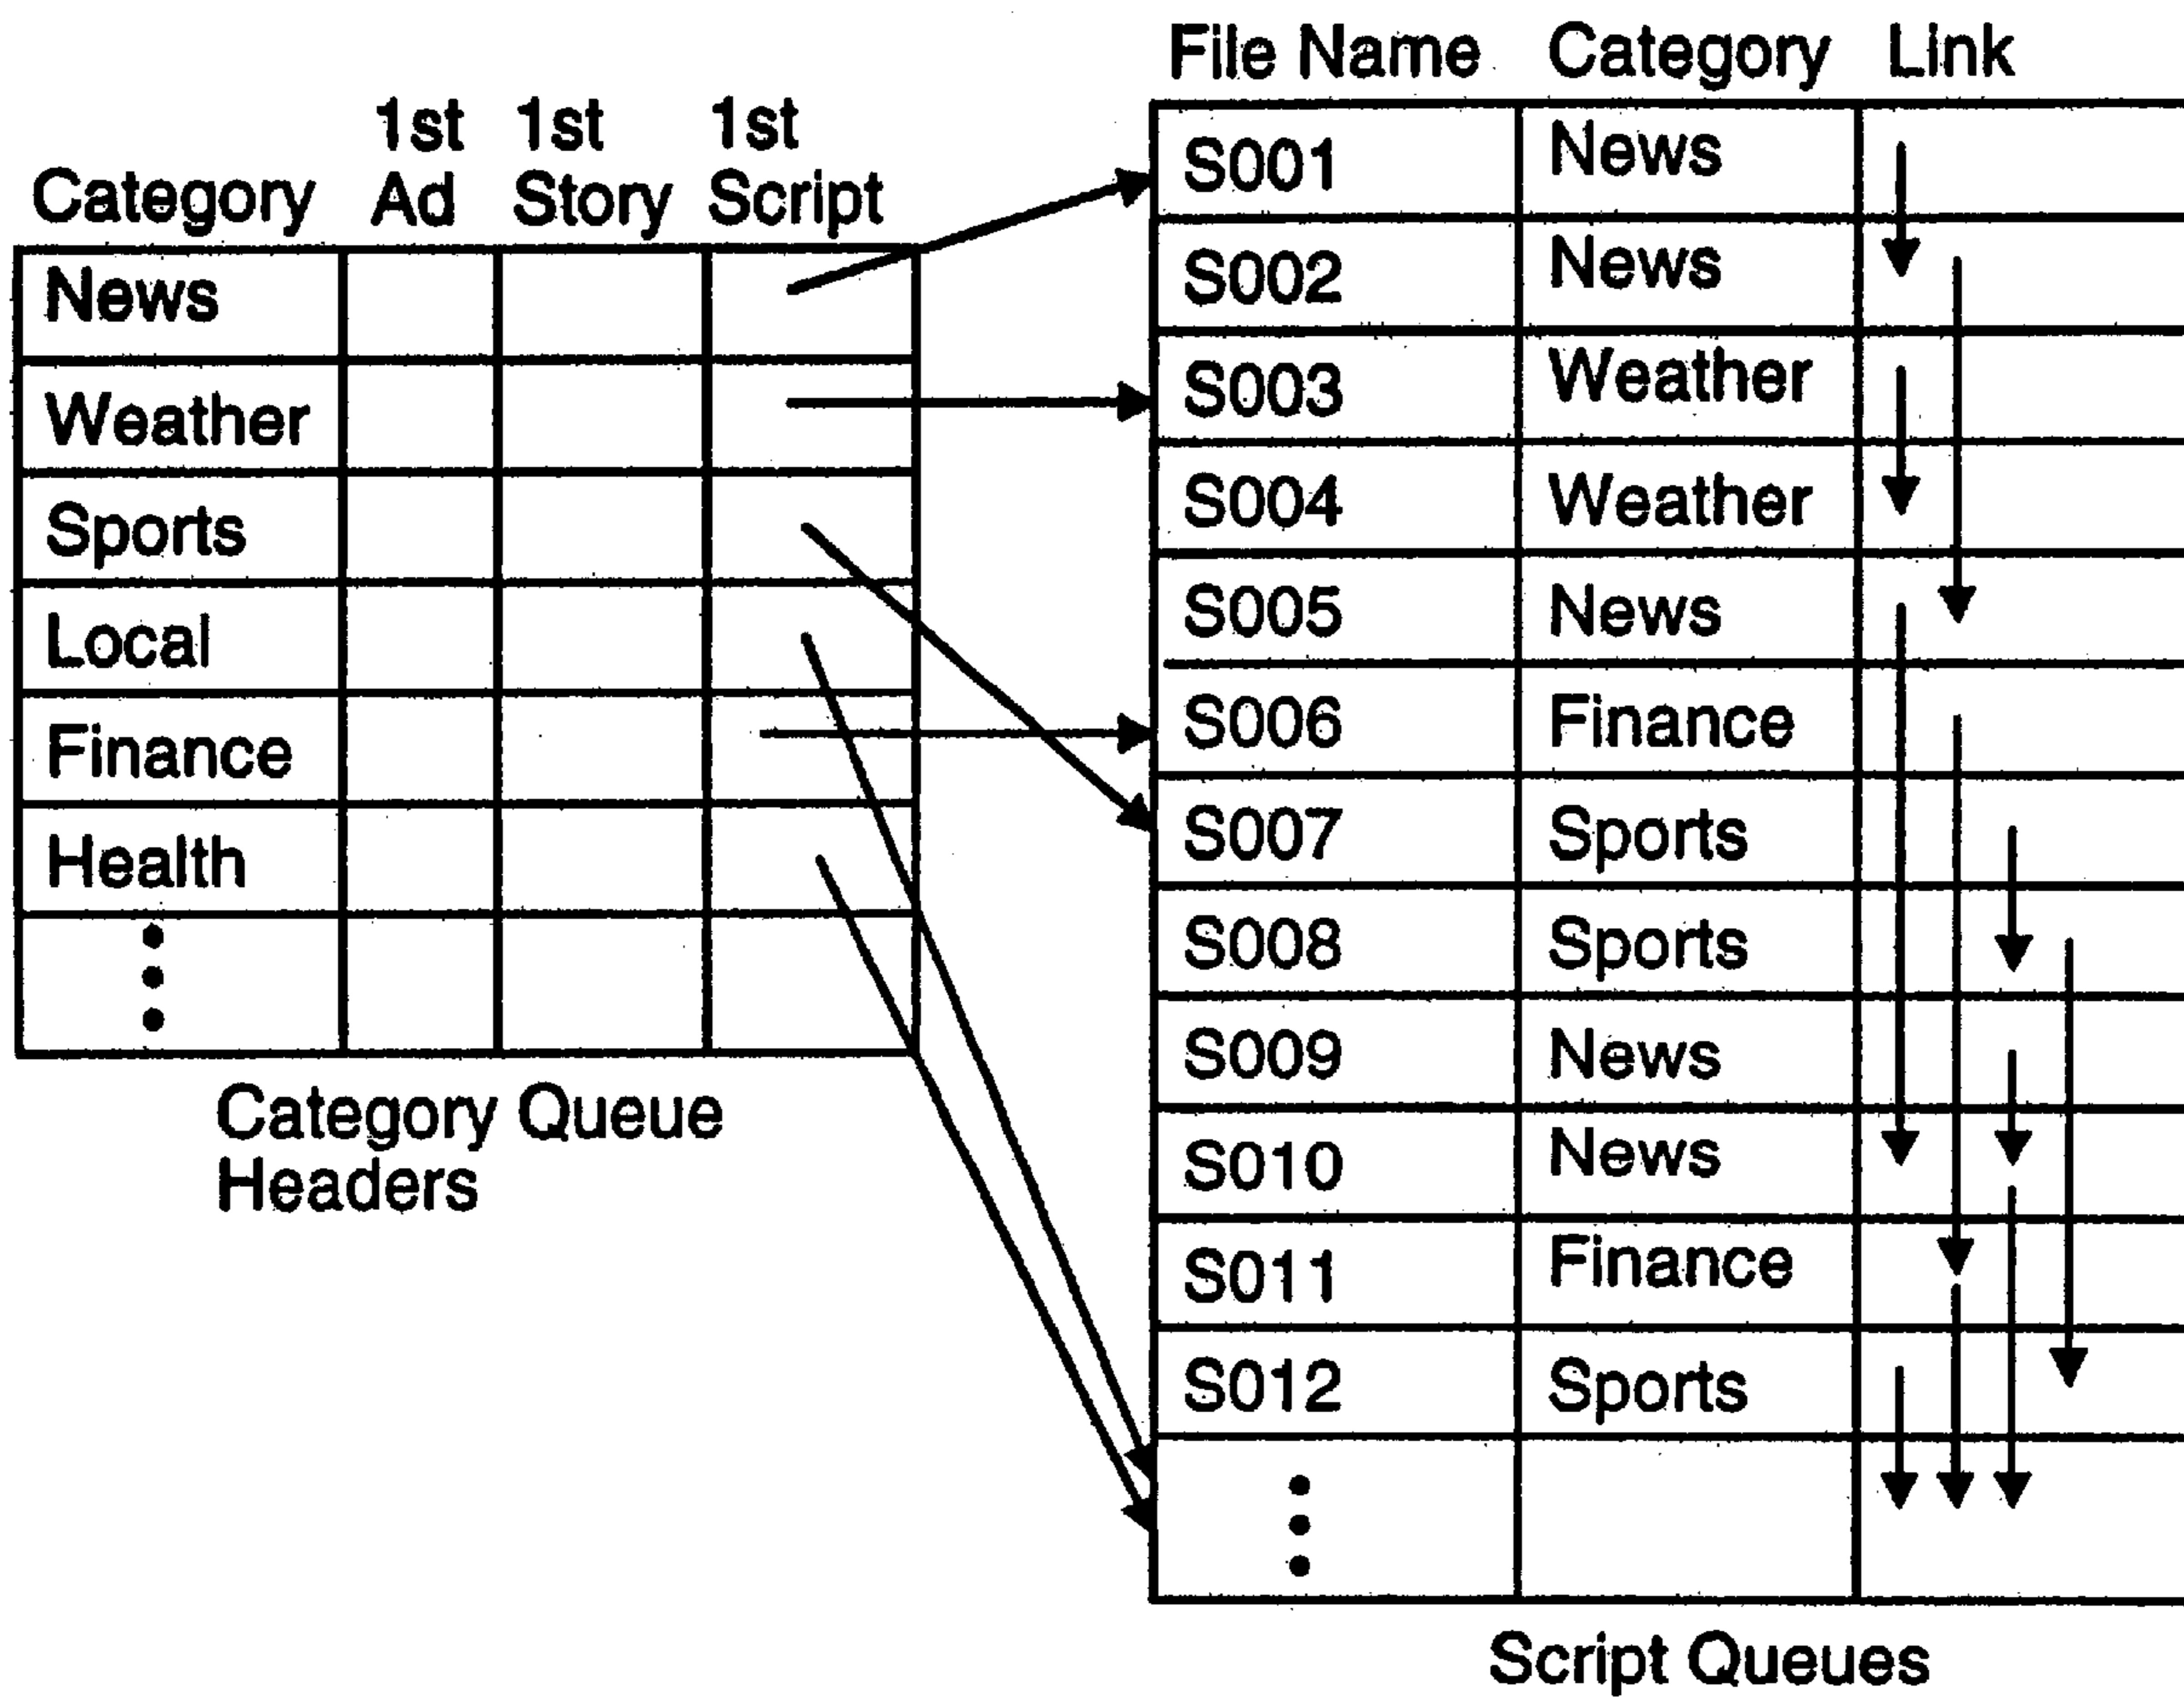 1st 1st 1st
Category Ad Story Script
News
Weather
Sports
Local
Finance
Health
Category Queue
Headers
File Name Category Link
S001 News
S002 News
S003 Weather
S004 Weather
S005 News
S006 Finance
S007 Sports
S008 Sports
S009 News
S010 News
S011 Finance
S012 Sports
Script Queues